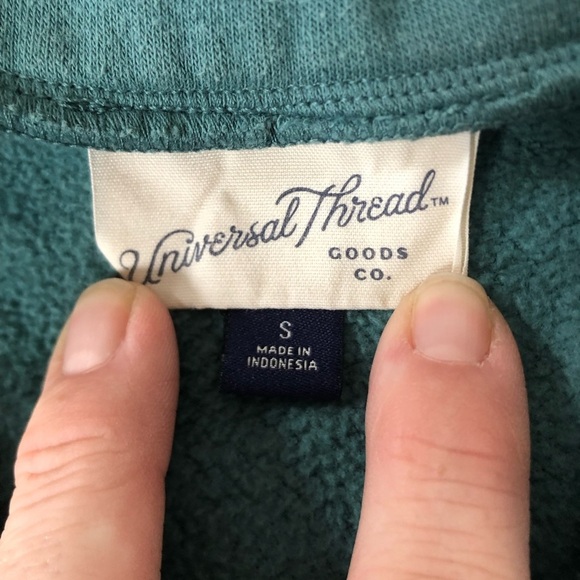 Universal Thread™
GOODS
CO.
S
MADE IN
INDONESIA